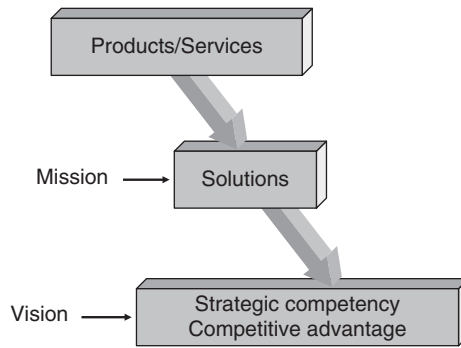 Products/Services
Mission
Solutions
Vision
Strategic competency
Competitive advantage